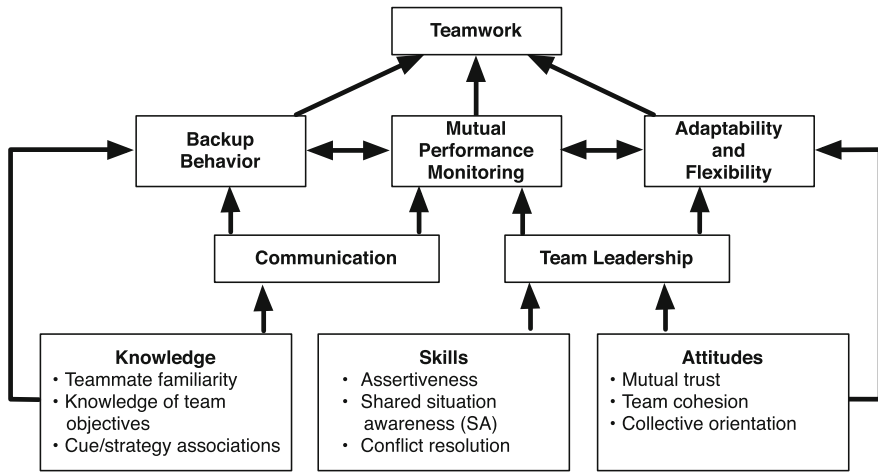 Teamwork
Backup
Behavior
Mutual
Performance
Monitoring
Adaptability
and
Flexibility
Communication
Team Leadership
Knowledge
• Teammate familiarity
• Knowledge of team
objectives
• Cue/strategy associations
Skills
• Assertiveness
• Shared situation
awareness (SA)
• Conflict resolution
Attitudes
• Mutual trust
• Team cohesion
• Collective orientation